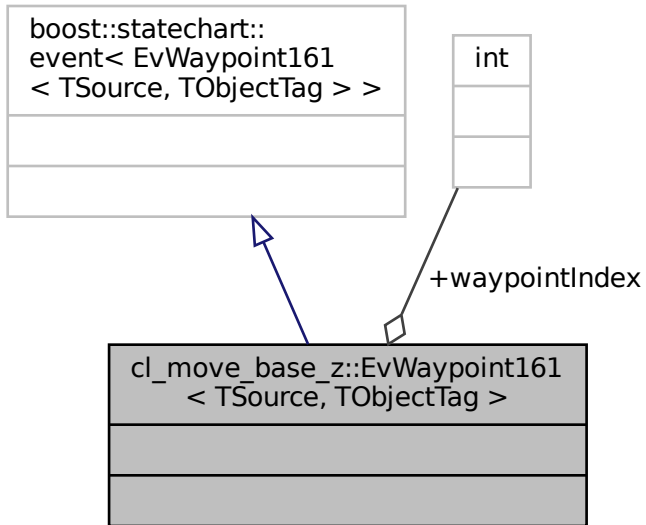 boost::statechart::
event< EvWaypoint161
< TSource, TObjectTag > >
int
+waypointIndex
cl_move_base_z::EvWaypoint161
< TSource, TObjectTag >